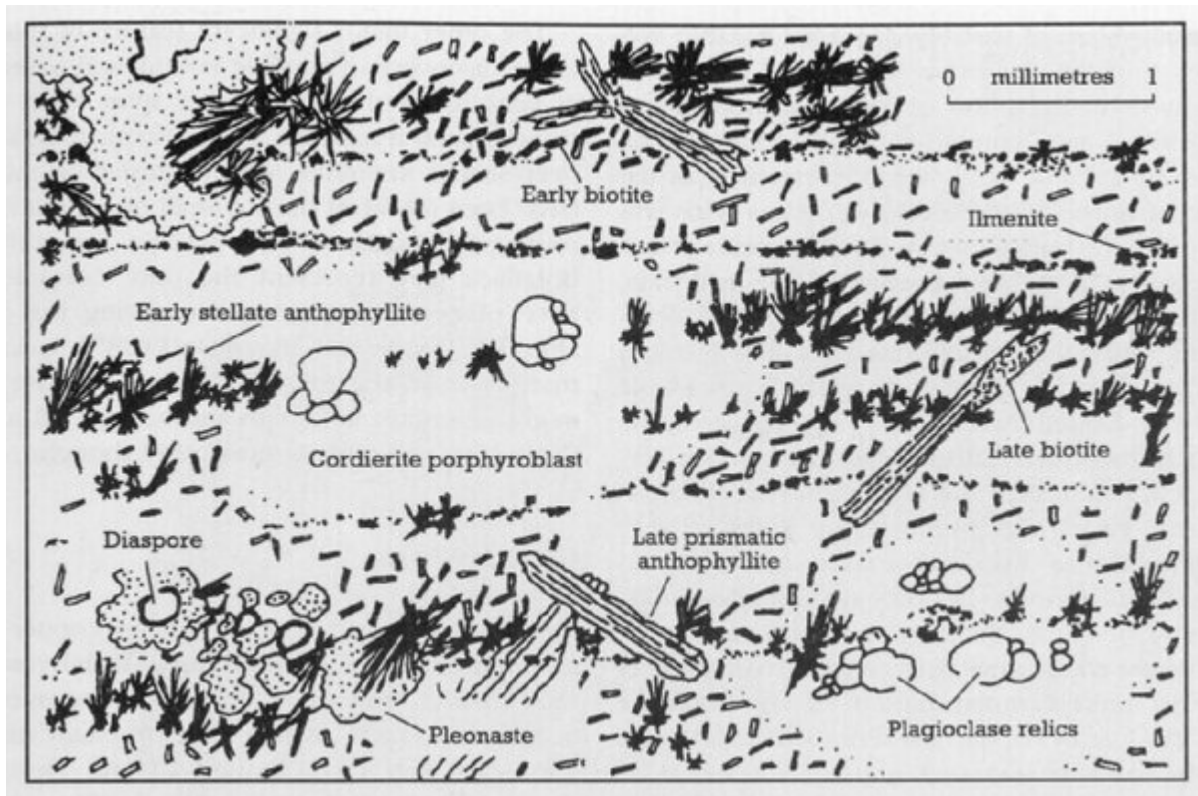 0 millimetres 1
Early biotite
Ilmenite
Early stellate anthophyllite
Late biotite
Cordierite porphyroblast
Diaspore
Late prismatic
anthophyllite
Plagioclase relics
Pleonaste